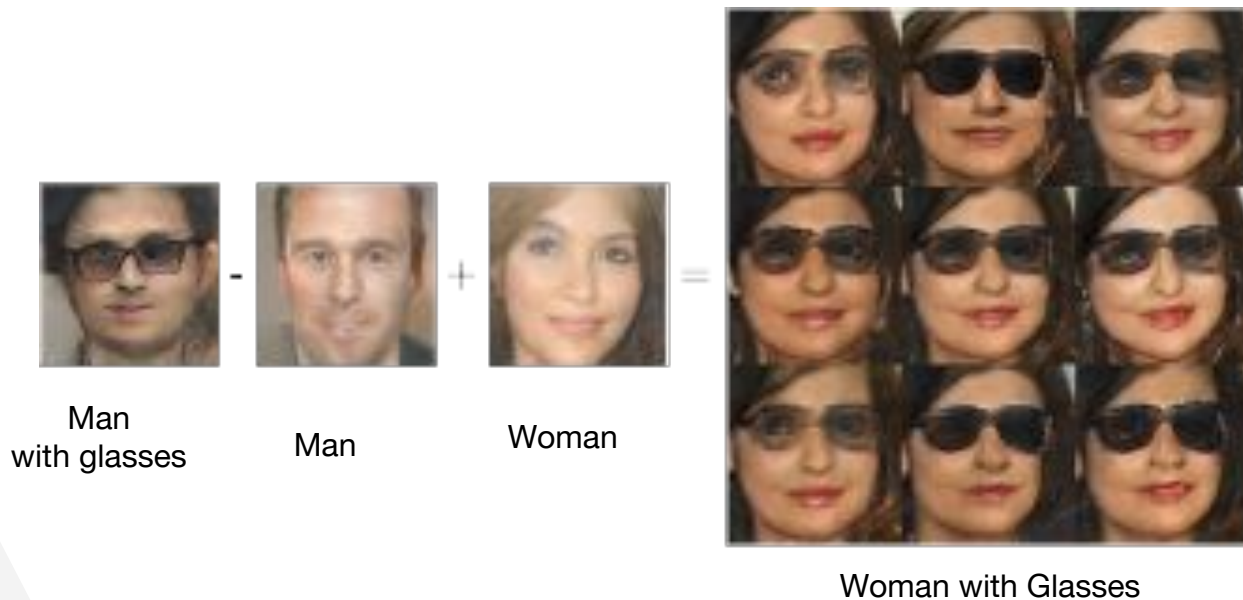 -
+
=
Man
with glasses
Man
Woman
Woman with Glasses